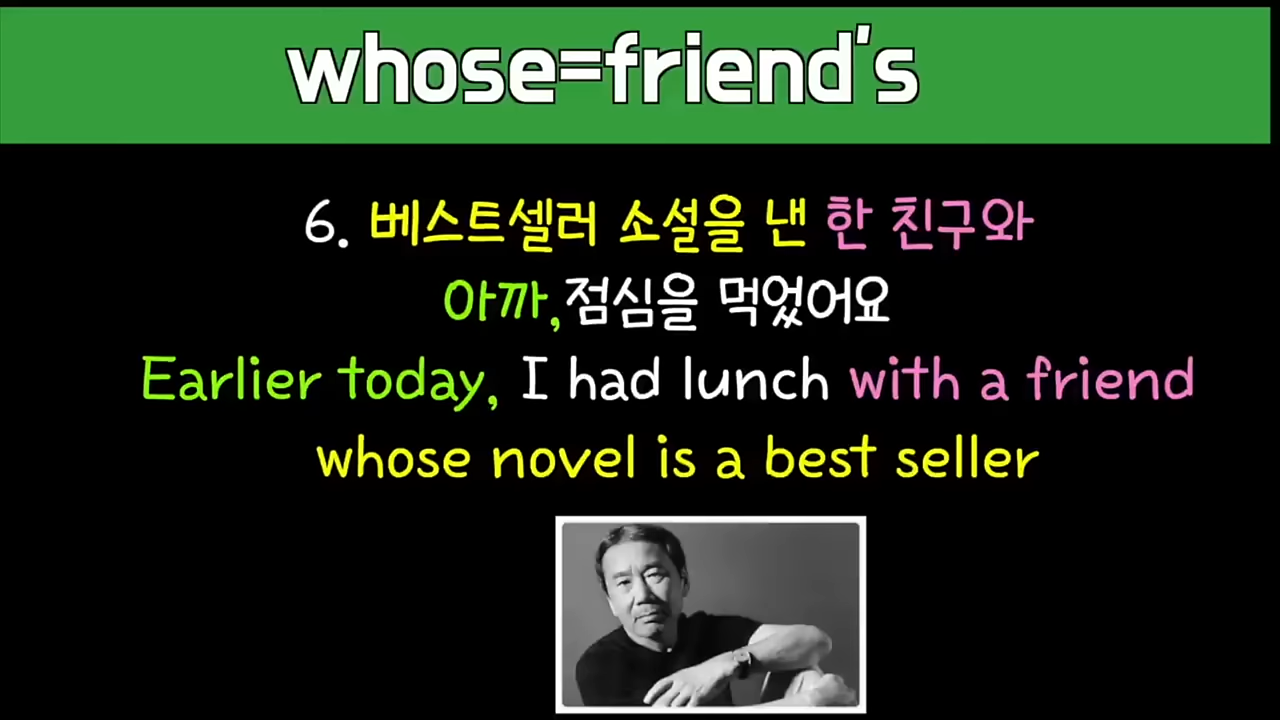 whose=friend's
6. 베스트셀러 소설을 낸 한 친구와
아까,점심을 먹었어요
Earlier today, I had lunch with a friend
whose novel is a best seller